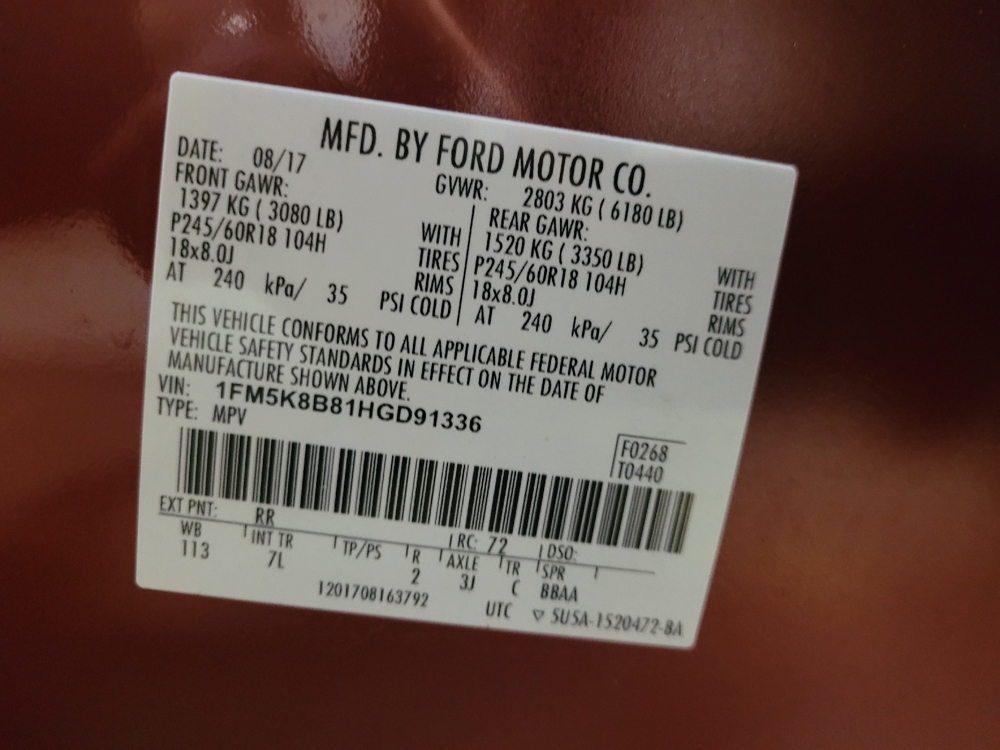 MFD. BY FORD MOTOR CO.
DATE: 08/17 GVWR: 2803 KG ( 6180 LB)
FRONT GAWR: REAR GAWR:
1397 KG ( 3080 LB) WITH 1520 KG ( 3350 LB) WITH
P245/60R18 104H TIRES P245/60R18 104H TIRES
18x8.0J RIMS 18x8.0J RIMS
AT 240 kPa/ 35 PSI COLD AT 240 kPa/ 35 PSI COLD
THIS VEHICLE CONFORMS TO ALL APPLICABLE FEDERAL MOTOR
VEHICLE SAFETY STANDARDS IN EFFECT ON THE DATE OF
MANUFACTURE SHOWN ABOVE.
VIN: 1FM5K8B81HGD91336
TYPE: MPV
F0268
T0440
EXT PNT: RR RC: 72 DSO:
WB INT TR TP/PS R AXLE TR SPR
113 7L 2 3J C BBAA
1201708163792 UTC ▽ 5U5A-1520472-BA